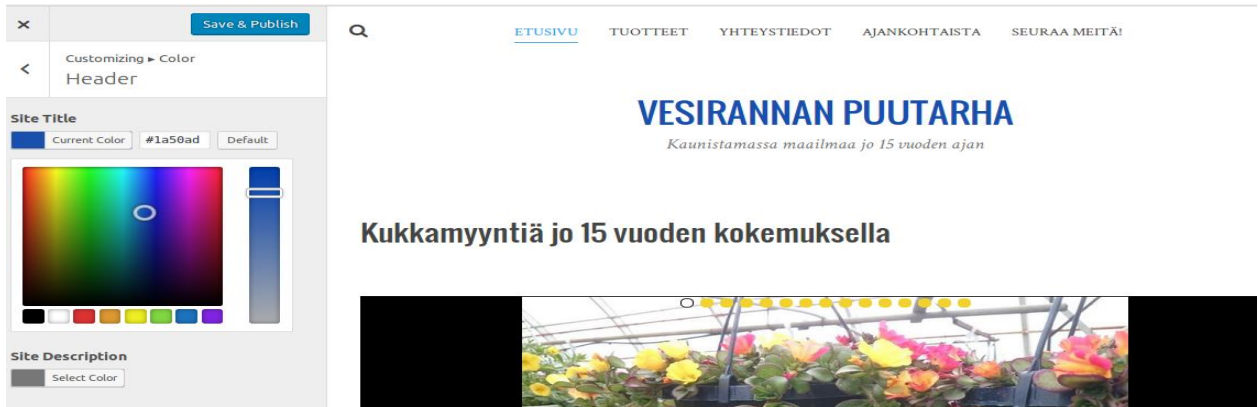 × Save & Publish
Customizing ▸ Color
Header
Site Title
Current Color #1a50ad Default
Site Description
Select Color
ETUSIVU TUOTTEET YHTEYSTIEDOT AJANKOHTAISTA SEURAA MEITÄ!
VESIRANNAN PUUTARHA
Kaunistamassa maailmaa jo 15 vuoden ajan
Kukkamyyntiä jo 15 vuoden kokemuksella